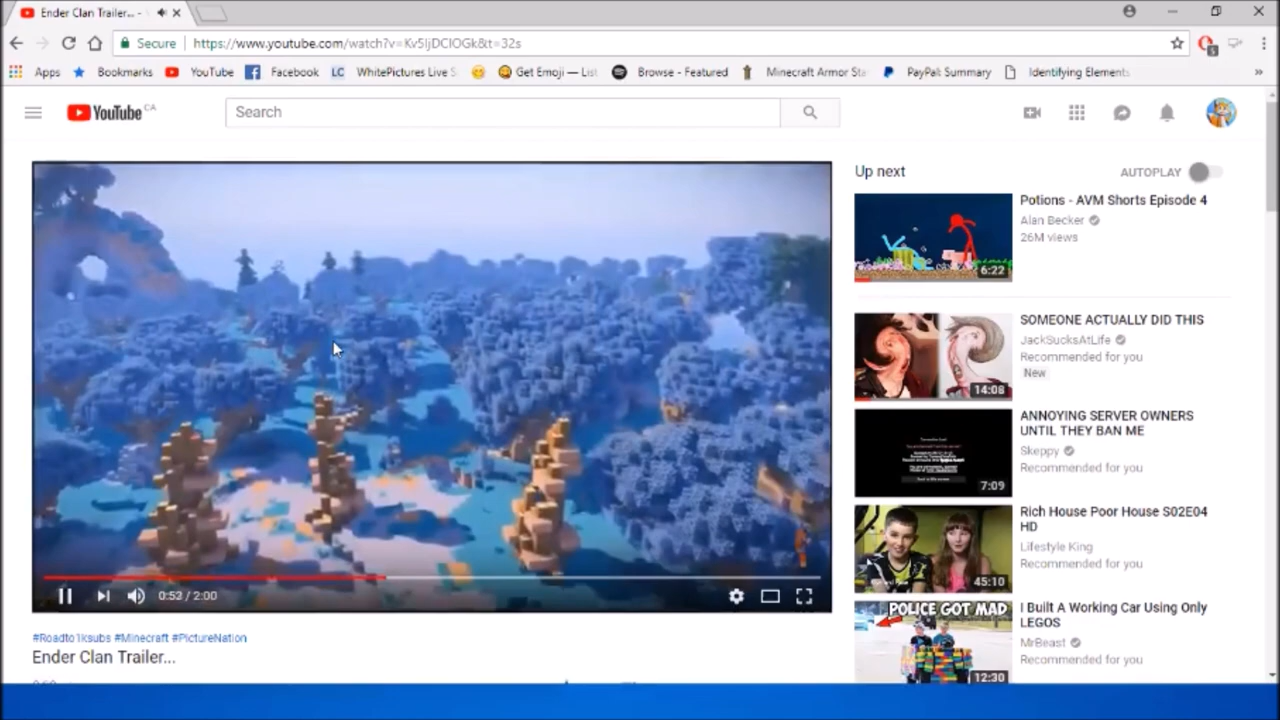 Ender Clan Trailer... -
Secure
https://www.youtube.com/watch?v=Kv5IjDCIOGk&t=32s
5
Apps
Bookmarks
YouTube
Facebook
LC
WhitePictures Live S
Get Emoji — List
Browse - Featured
Minecraft Armor Sta
PayPal: Summary
Identifying Elements
»
YouTube CA
Search
Up next
AUTOPLAY
Potions - AVM Shorts Episode 4
Alan Becker
26M views
6:22
SOMEONE ACTUALLY DID THIS
JackSucksAtLife
Recommended for you
New
14:08
ANNOYING SERVER OWNERS
UNTIL THEY BAN ME
Skeppy
Recommended for you
7:09
Rich House Poor House S02E04
HD
Lifestyle King
Recommended for you
45:10
I Built A Working Car Using Only
LEGOS
MrBeast
Recommended for you
POLICE GOT MAD
12:30
0:53 / 2:00
#Roadto1ksubs #Minecraft #PictureNation
Ender Clan Trailer...